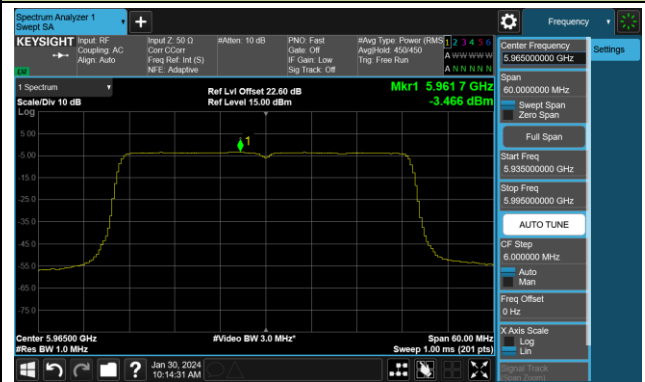 Spectrum Analyzer 1
Swept SA
Frequency
KEYSIGHT
Input: RF
Coupling: AC
Align: Auto
Input Z: 50 Ω
Corr CCorr
Freq Ref: Int (S)
NFE: Adaptive
#Atten: 10 dB
PNO: Fast
Gate: Off
IF Gain: Low
Sig Track: Off
#Avg Type: Power (RMS
Avg|Hold: 450/450
Trig: Free Run
1 2 3 4 5 6
A W W W W W
A N N N N N
LXI
1 Spectrum
Scale/Div 10 dB
Log
Ref Lvl Offset 22.60 dB
Ref Level 15.00 dBm
Mkr1 5.961 7 GHz
-3.466 dBm
1
5.00
-5.00
-15.0
-25.0
-35.0
-45.0
-55.0
-65.0
-75.0
Center 5.96500 GHz
#Res BW 1.0 MHz
#Video BW 3.0 MHz*
Span 60.00 MHz
Sweep 1.00 ms (201 pts)
Jan 30, 2024
10:14:31 AM
Center Frequency
5.965000000 GHz
Settings
Span
60.0000000 MHz
Swept Span
Zero Span
Full Span
Start Freq
5.935000000 GHz
Stop Freq
5.995000000 GHz
AUTO TUNE
CF Step
6.000000 MHz
Auto
Man
Freq Offset
0 Hz
X Axis Scale
Log
Lin
Signal Track
(Span Zoom)